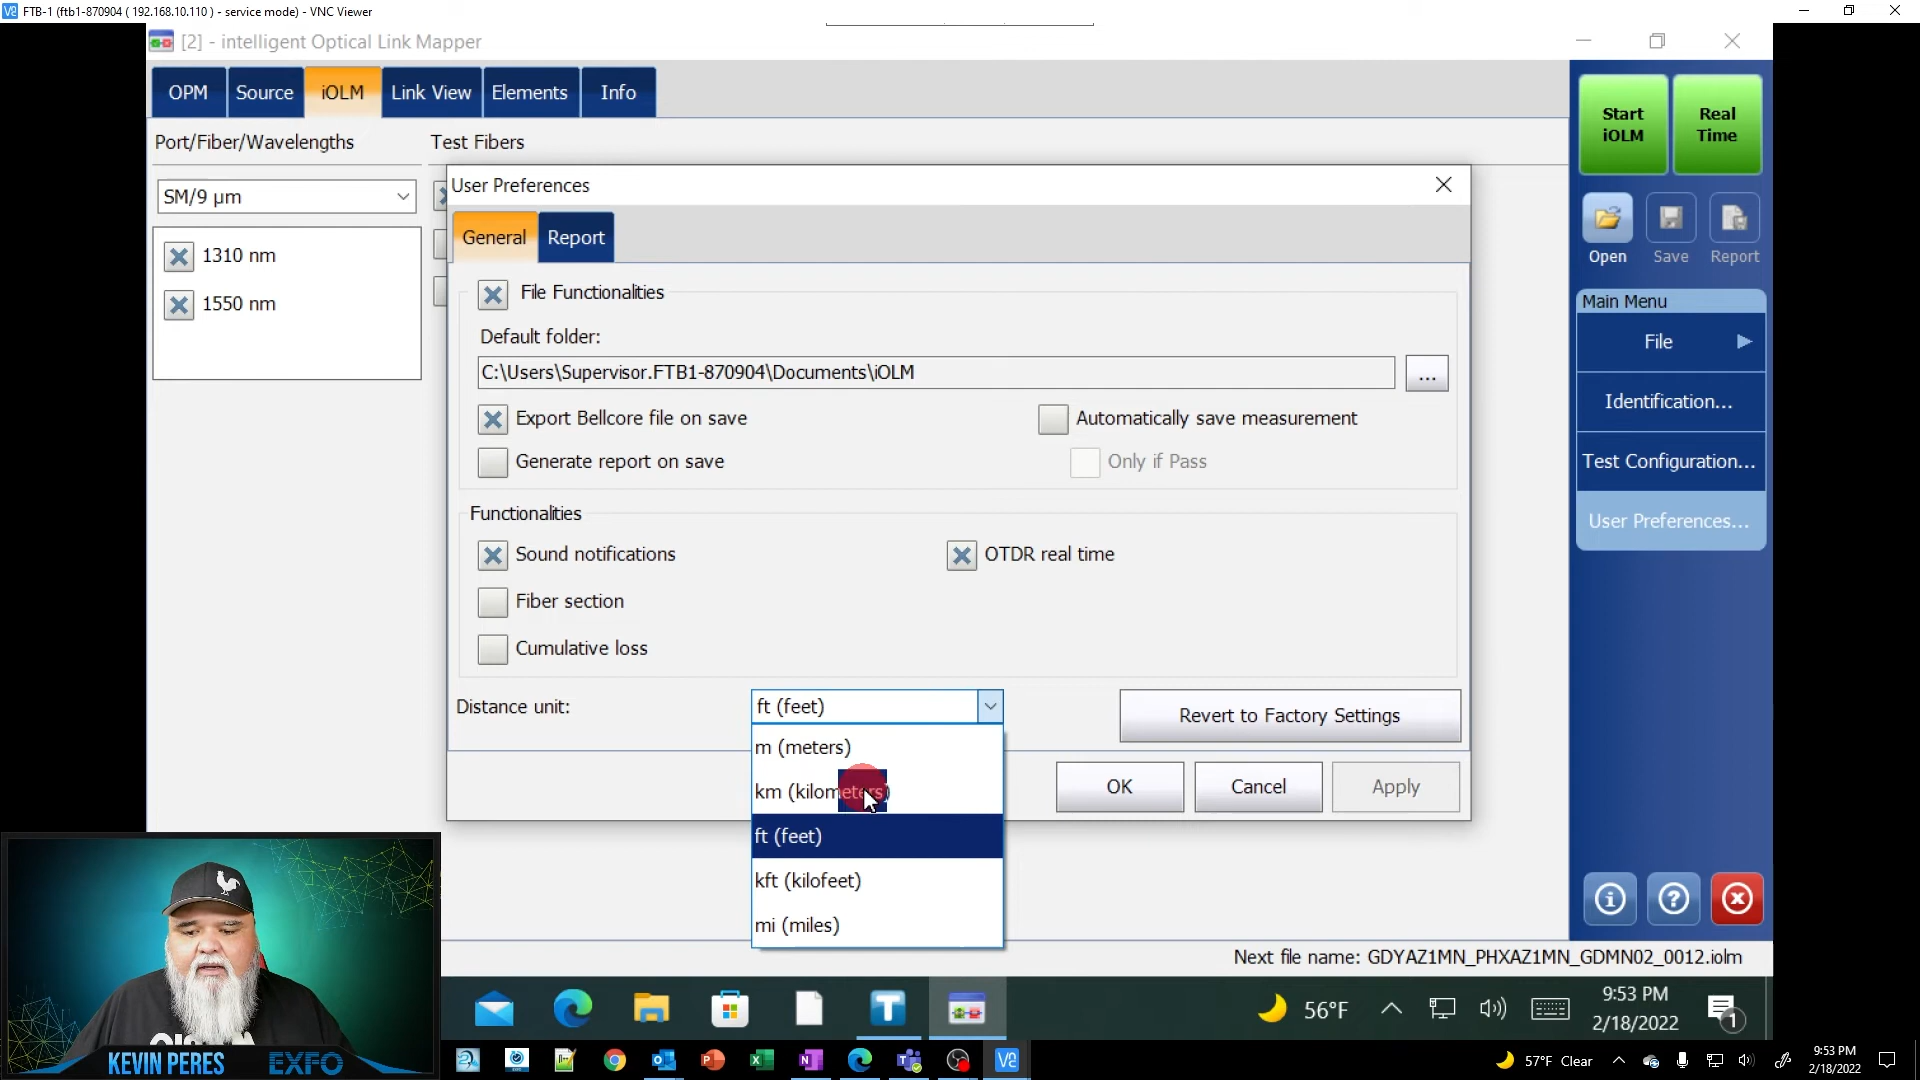 FTB-1 (ftb1-870904 ( 192.168.10.110 ) - service mode) - VNC Viewer
[2] - intelligent Optical Link Mapper
OPM Source iOLM Link View Elements Info
Start iOLM
Real Time
Port/Fiber/Wavelengths Test Fibers
SM/9 µm
1310 nm
1550 nm
User Preferences
General Report
File Functionalities
Default folder:
C:\Users\Supervisor.FTB1-870904\Documents\iOLM
...
Export Bellcore file on save
Automatically save measurement
Generate report on save
Only if Pass
Functionalities
Sound notifications
OTDR real time
Fiber section
Cumulative loss
Distance unit:
ft (feet)
Revert to Factory Settings
m (meters)
km (kilometers)
ft (feet)
kft (kilofeet)
mi (miles)
OK Cancel Apply
Open Save Report
Main Menu
File
Identification...
Test Configuration...
User Preferences...
Next file name: GDYAZ1MN_PHXAZ1MN_GDMN02_0012.iolm
56°F
9:53 PM
2/18/2022
1
KEVIN PERES EXFO
57°F Clear
9:53 PM
2/18/2022